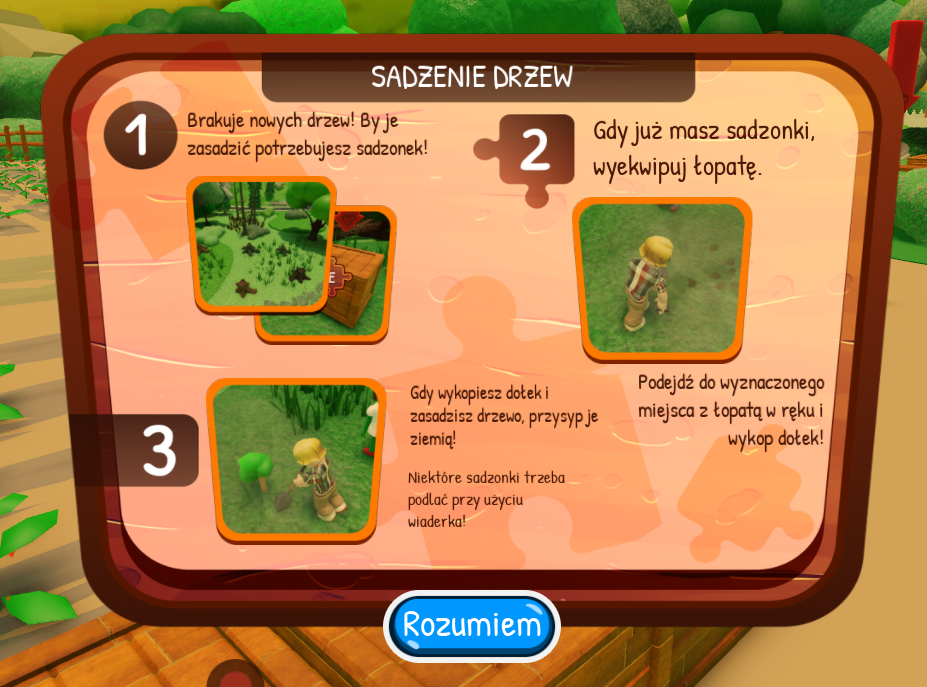 SADZENIE DRZEW
1
Brakuje nowych drzew! By je
zasadzić potrzebujesz sadzonek!
2
Gdy już masz sadzonki,
wyekwipuj łopatę.
Podejdź do wyznaczonego
miejsca z łopatą w ręku i
wykop dołek!
3
Gdy wykopiesz dołek i
zasadzisz drzewo, przysyp je
ziemią!
Niektóre sadzonki trzeba
podlać przy użyciu
wiaderka!
Rozumiem